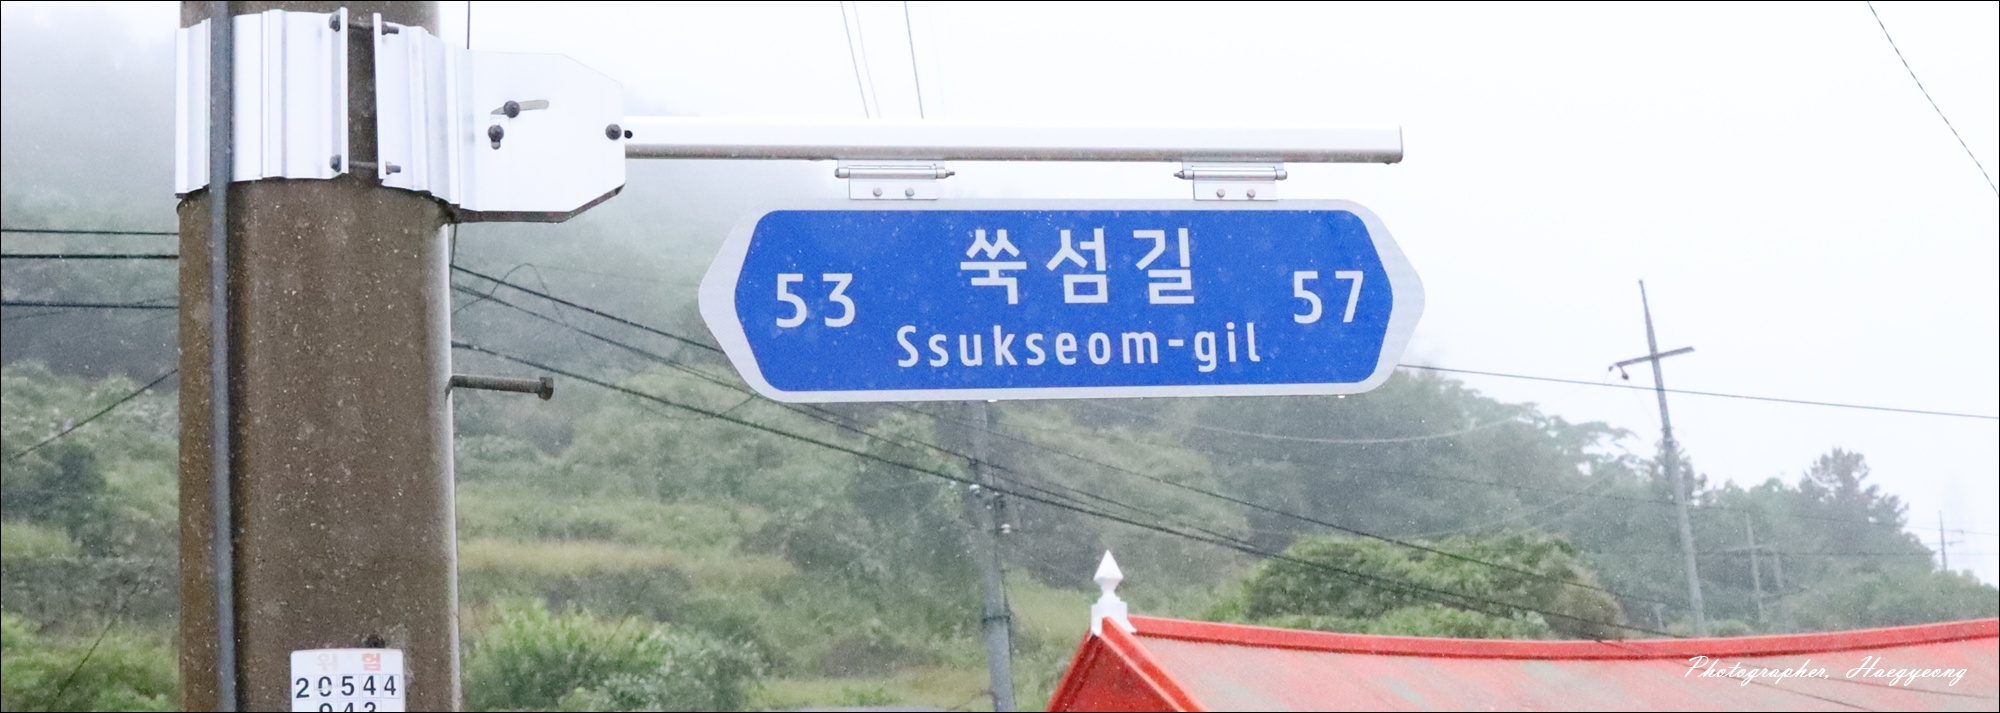 쑥섬길
53 57
Ssukseom-gil
위 험
20544
Photographer, Haegyeong